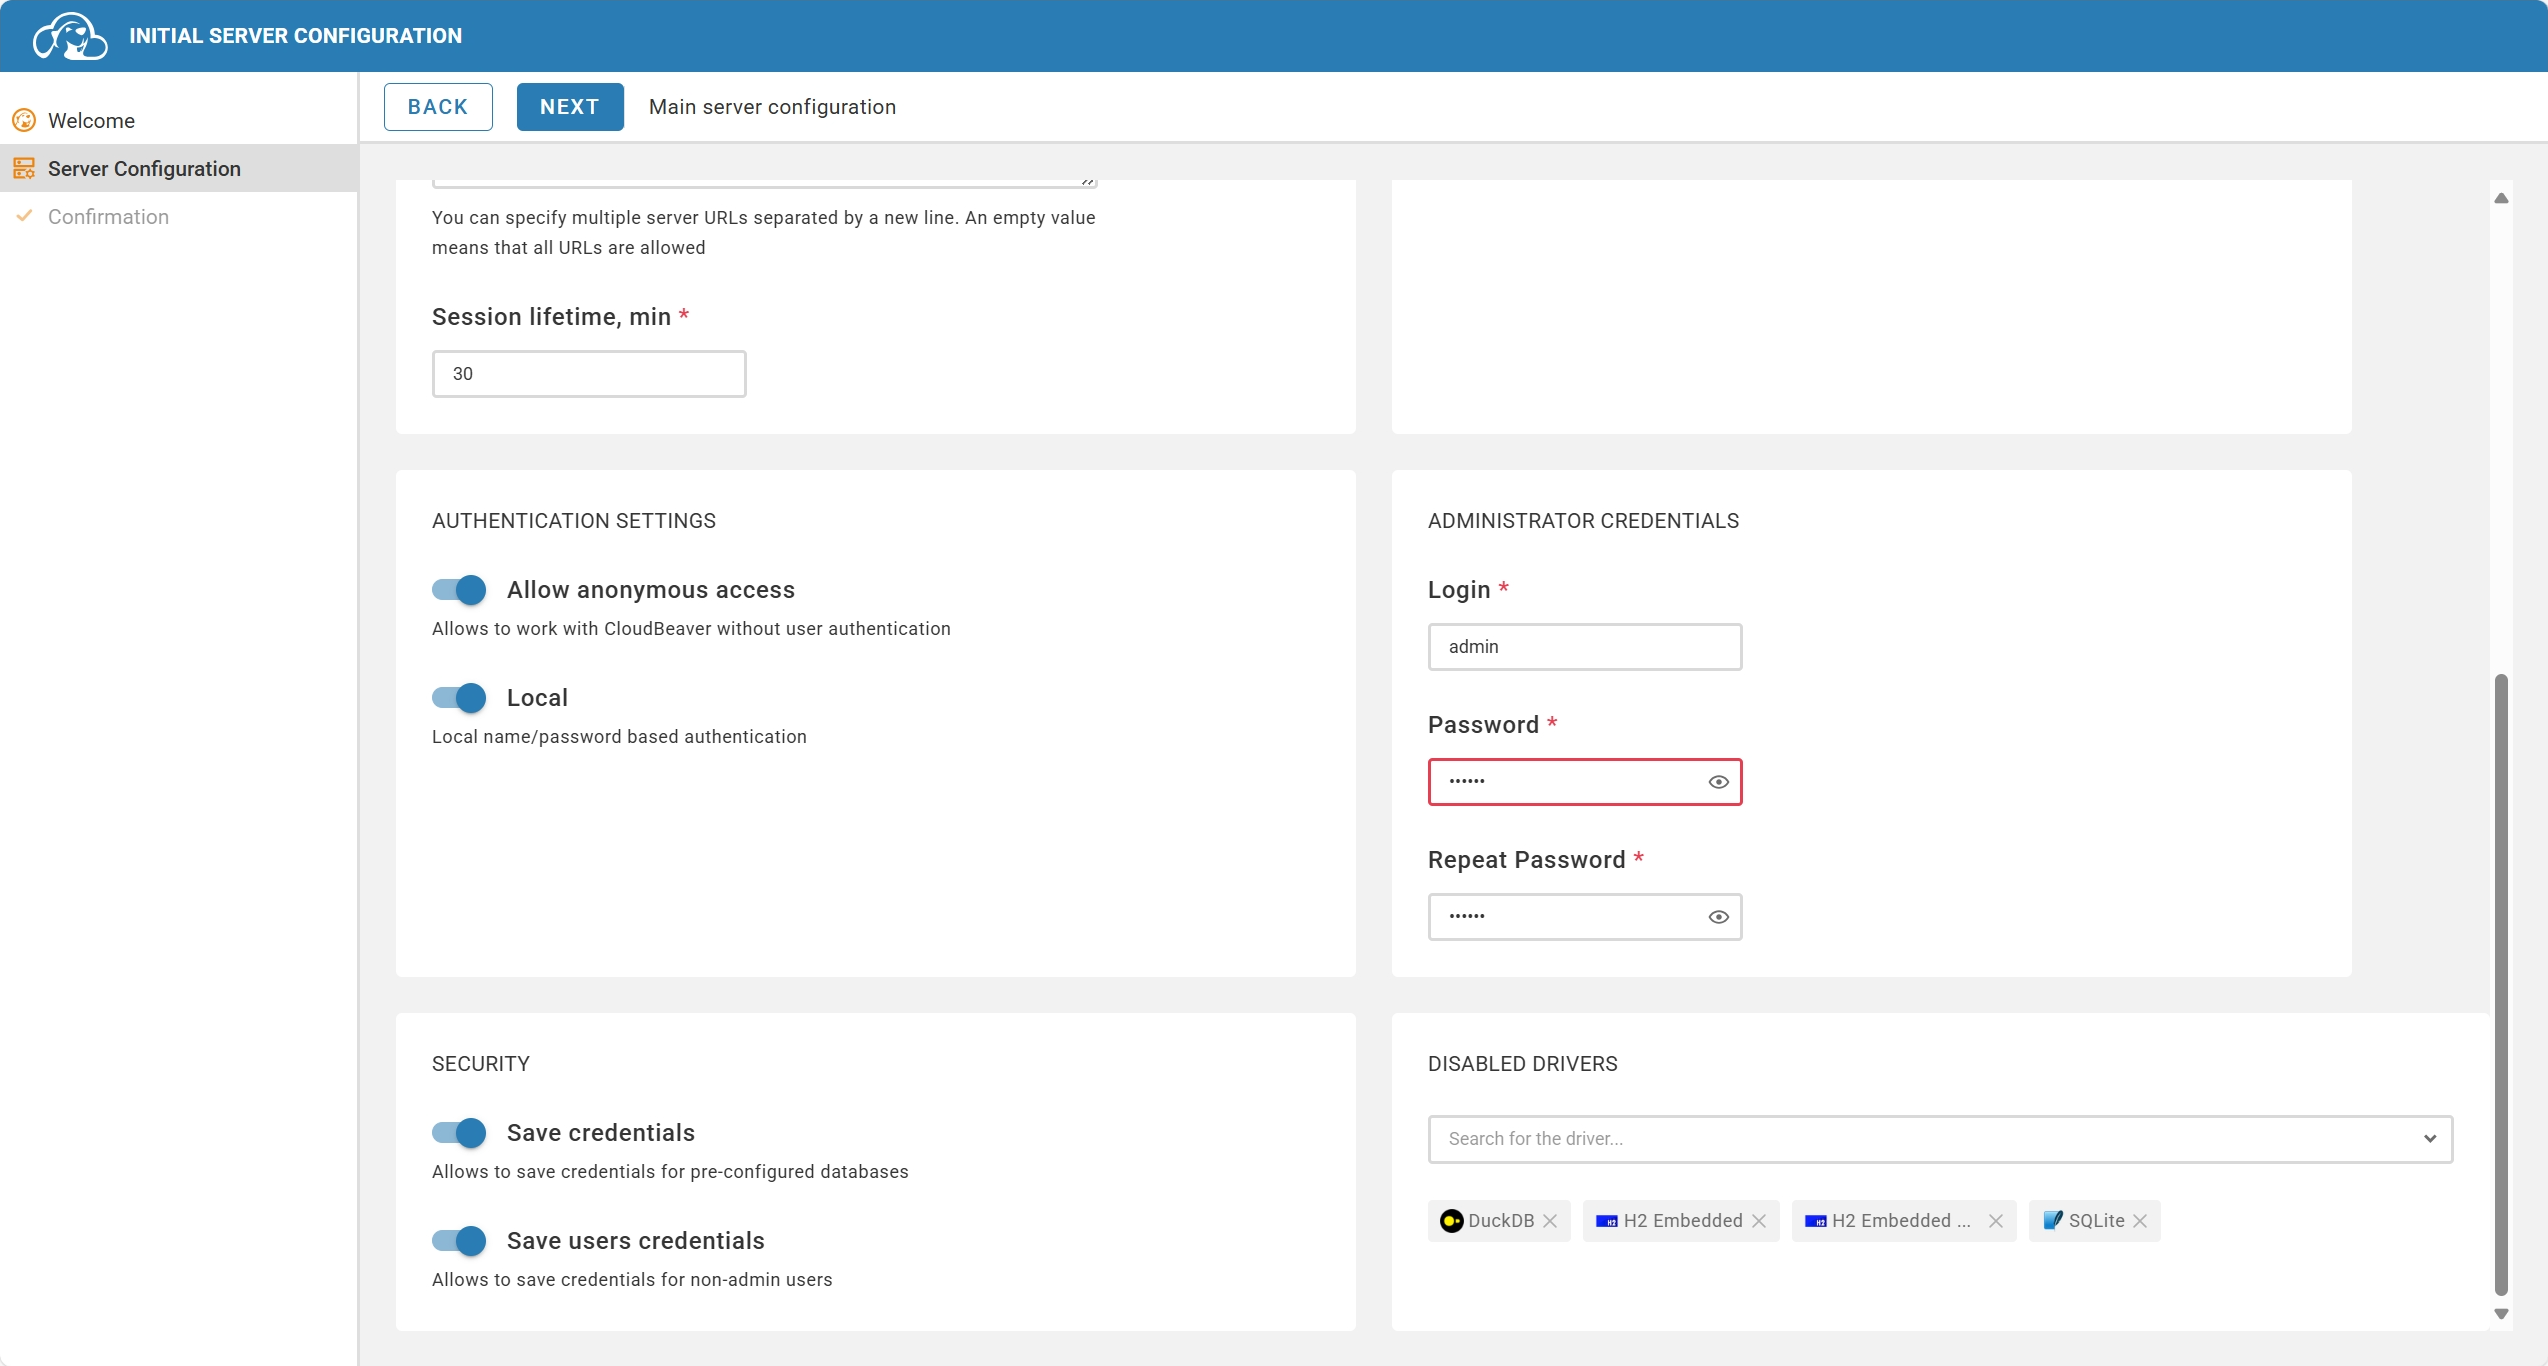 INITIAL SERVER CONFIGURATION
Welcome
Server Configuration
Confirmation
BACK
NEXT
Main server configuration
You can specify multiple server URLs separated by a new line. An empty value
means that all URLs are allowed
Session lifetime, min *
30
AUTHENTICATION SETTINGS
Allow anonymous access
Allows to work with CloudBeaver without user authentication
Local
Local name/password based authentication
ADMINISTRATOR CREDENTIALS
Login *
admin
Password *
••••••
Repeat Password *
••••••
SECURITY
Save credentials
Allows to save credentials for pre-configured databases
Save users credentials
Allows to save credentials for non-admin users
DISABLED DRIVERS
Search for the driver...
DuckDB
H2 Embedded
H2 Embedded ...
SQLite